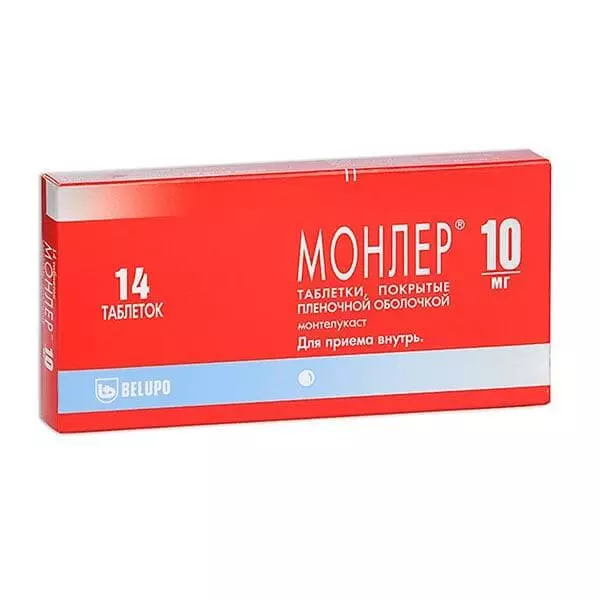 14
ТАБЛЕТОК
МОНЛЕР® 10
МГ
ТАБЛЕТКИ, ПОКРЫТЫЕ
ПЛЕНОЧНОЙ ОБОЛОЧКОЙ
монтелукаст
Для приема внутрь.
BELUPO
МОНЛЕР 10